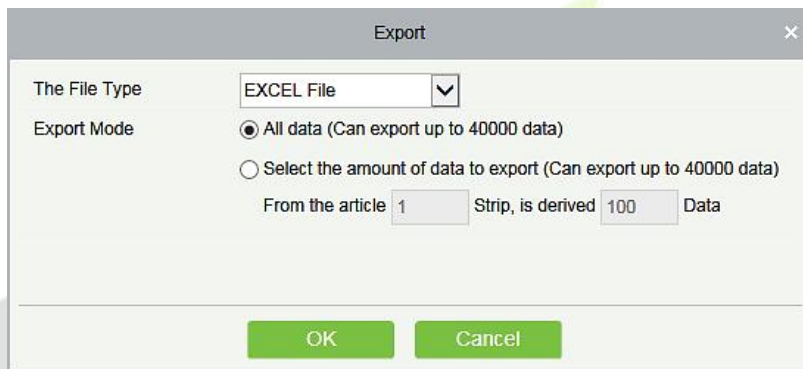 Export
The File Type EXCEL File
Export Mode All data (Can export up to 40000 data)
Select the amount of data to export (Can export up to 40000 data)
From the article 1 Strip, is derived 100 Data
OK Cancel